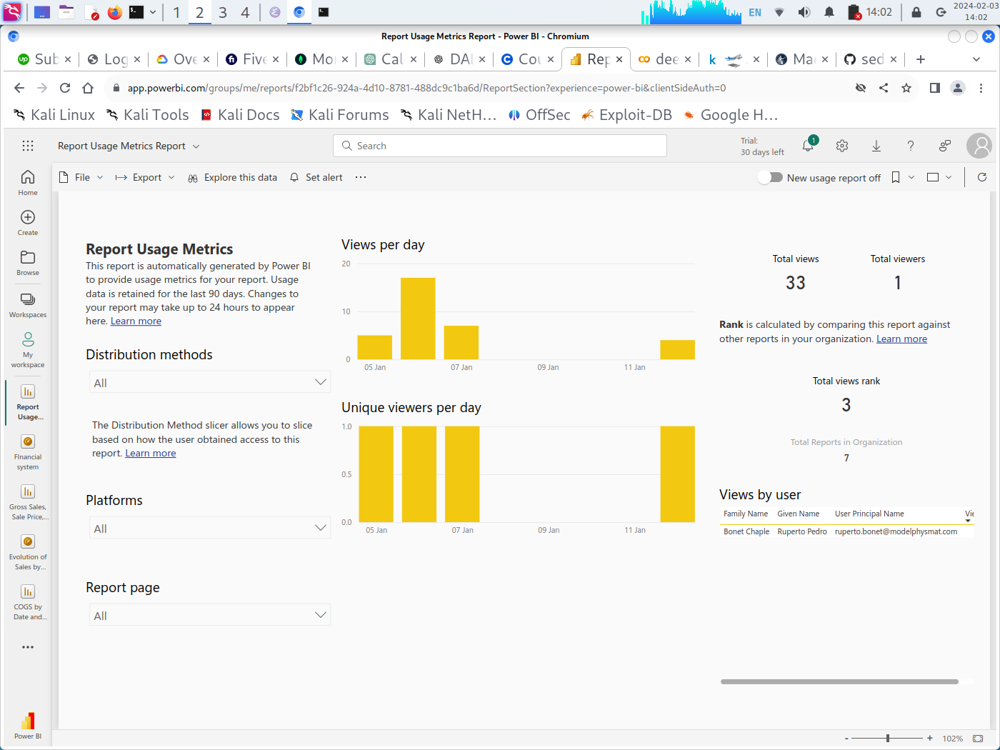 1 2 3 4 EN 14:02 2024-02-03
14:02
Report Usage Metrics Report - Power BI - Chromium
Sub Log Ove Five Mo Cal DAL Cou Rep dee k Mac sed
app.powerbi.com/groups/me/reports/f2bf1c26-924a-4d10-8781-488dc9c1ba6d/ReportSection?experience=power-bi&clientSideAuth=0
Kali Linux Kali Tools Kali Docs Kali Forums Kali NetH... OffSec Exploit-DB Google H...
Report Usage Metrics Report Search Trial:
30 days left 1
File Export Explore this data Set alert ... New usage report off
Home
Create
Browse
Workspaces
My
workspace
Report
Usage...
FInancial
system
Gross Sales,
Sale Price,...
Evolution of
Sales by...
COGS by
Date and...
Power BI
Report Usage Metrics
This report is automatically generated by Power BI
to provide usage metrics for your report. Usage
data is retained for the last 90 days. Changes to
your report may take up to 24 hours to appear
here. Learn more
Distribution methods
All
The Distribution Method slicer allows you to slice
based on how the user obtained access to this
report. Learn more
Platforms
All
Report page
All
Views per day
20
10
0
05 Jan 07 Jan 09 Jan 11 Jan
Unique viewers per day
1.0
0.5
0.0
05 Jan 07 Jan 09 Jan 11 Jan
Total views Total viewers
33 1
Rank is calculated by comparing this report against
other reports in your organization. Learn more
Total views rank
3
Total Reports in Organization
7
Views by user
Family Name Given Name User Principal Name Vie
Bonet Chaple Ruperto Pedro ruperto.bonet@modelphysmat.com
- + 102%